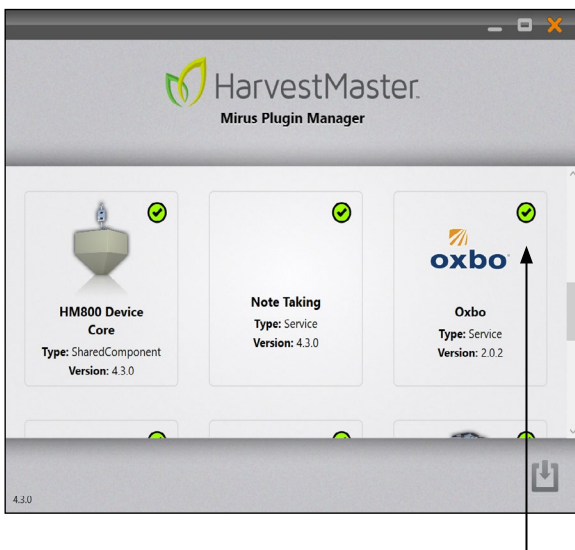 HarvestMaster.
Mirus Plugin Manager
HM800 Device
Core
Type: SharedComponent
Version: 4.3.0
Note Taking
Type: Service
Version: 4.3.0
oxbo
Oxbo
Type: Service
Version: 2.0.2
4.3.0